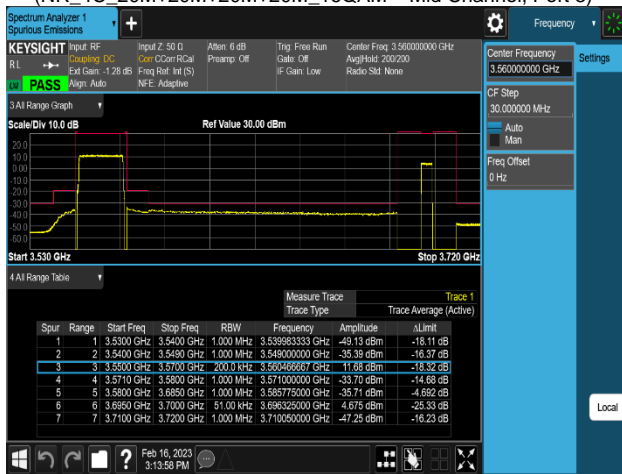 (NR_TC_20M+20M+20M+20M_16QAM – Mid Channel, Port 3)
Spectrum Analyzer 1
Spurious Emissions
Frequency
KEYSIGHT Input: RF Input Z: 50 Ω Atten: 6 dB Trig: Free Run Center Freq: 3.560000000 GHz
RL Coupling: DC Corr CCorr RCal Preamp: Off Gate: Off Avg|Hold: 200/200
Ext Gain: -1.28 dB Freq Ref: Int (S) IF Gain: Low Radio Std: None
PASS Align: Auto NFE: Adaptive
Center Frequency
3.560000000 GHz
Settings
CF Step
30.000000 MHz
Auto
Man
Freq Offset
0 Hz
3 All Range Graph
Scale/Div 10.0 dB Ref Value 30.00 dBm
20.0
10.0
0.00
-10.0
-20.0
-30.0
-40.0
-50.0
-60.0
Start 3.530 GHz Stop 3.720 GHz
4 All Range Table
Measure Trace Trace 1
Trace Type Trace Average (Active)
Spur Range Start Freq Stop Freq RBW Frequency Amplitude ΔLimit
1 1 3.5300 GHz 3.5400 GHz 1.000 MHz 3.539983333 GHz -49.13 dBm -18.11 dB
2 2 3.5400 GHz 3.5490 GHz 1.000 MHz 3.549000000 GHz -35.39 dBm -16.37 dB
3 3 3.5500 GHz 3.5700 GHz 200.0 kHz 3.560466667 GHz 11.68 dBm -18.32 dB
4 4 3.5710 GHz 3.5800 GHz 1.000 MHz 3.571000000 GHz -33.70 dBm -14.68 dB
5 5 3.5800 GHz 3.6850 GHz 1.000 MHz 3.585775000 GHz -35.71 dBm -4.692 dB
6 6 3.6950 GHz 3.7000 GHz 51.00 kHz 3.696325000 GHz 4.675 dBm -25.33 dB
7 7 3.7100 GHz 3.7200 GHz 1.000 MHz 3.710050000 GHz -47.25 dBm -16.23 dB
Local
Feb 16, 2023
3:13:58 PM